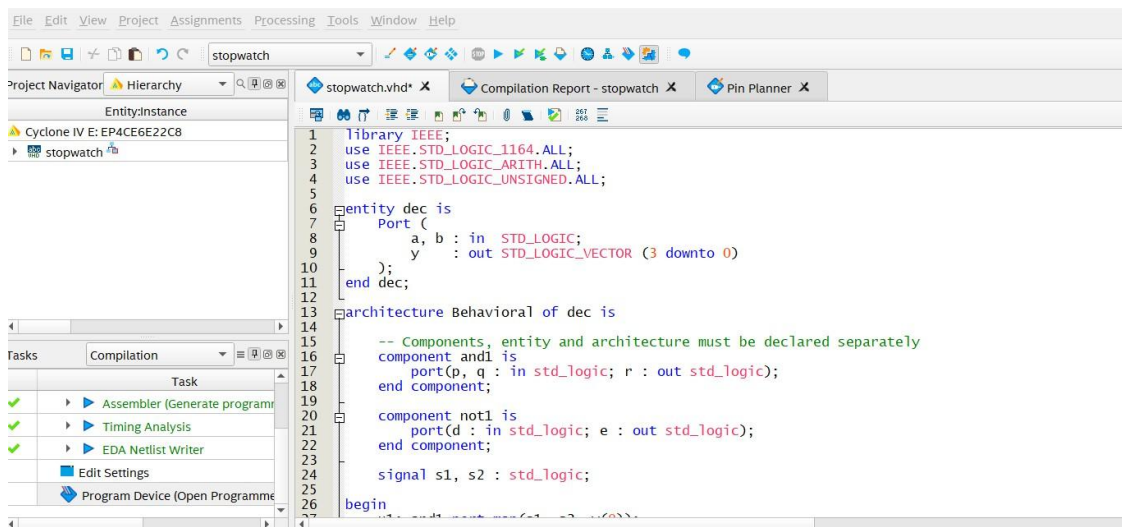 File Edit View Project Assignments Processing Tools Window Help
stopwatch
Project Navigator Hierarchy
stopwatch.vhd* X
Compilation Report - stopwatch X
Pin Planner X
Entity:Instance
Cyclone IV E: EP4CE6E22C8
stopwatch
267
268
1 library IEEE;
2 use IEEE.STD_LOGIC_1164.ALL;
3 use IEEE.STD_LOGIC_ARITH.ALL;
4 use IEEE.STD_LOGIC_UNSIGNED.ALL;
5
6 entity dec is
7 Port (
8 a, b : in STD_LOGIC;
9 y : out STD_LOGIC_VECTOR (3 downto 0)
10 );
11 end dec;
12
13 architecture Behavioral of dec is
14
15 -- Components, entity and architecture must be declared separately
16 component and1 is
17 port(p, q : in std_logic; r : out std_logic);
18 end component;
19
20 component not1 is
21 port(d : in std_logic; e : out std_logic);
22 end component;
23
24 signal s1, s2 : std_logic;
25
26 begin
Tasks Compilation
Task
Assembler (Generate programm
Timing Analysis
EDA Netlist Writer
Edit Settings
Program Device (Open Programme